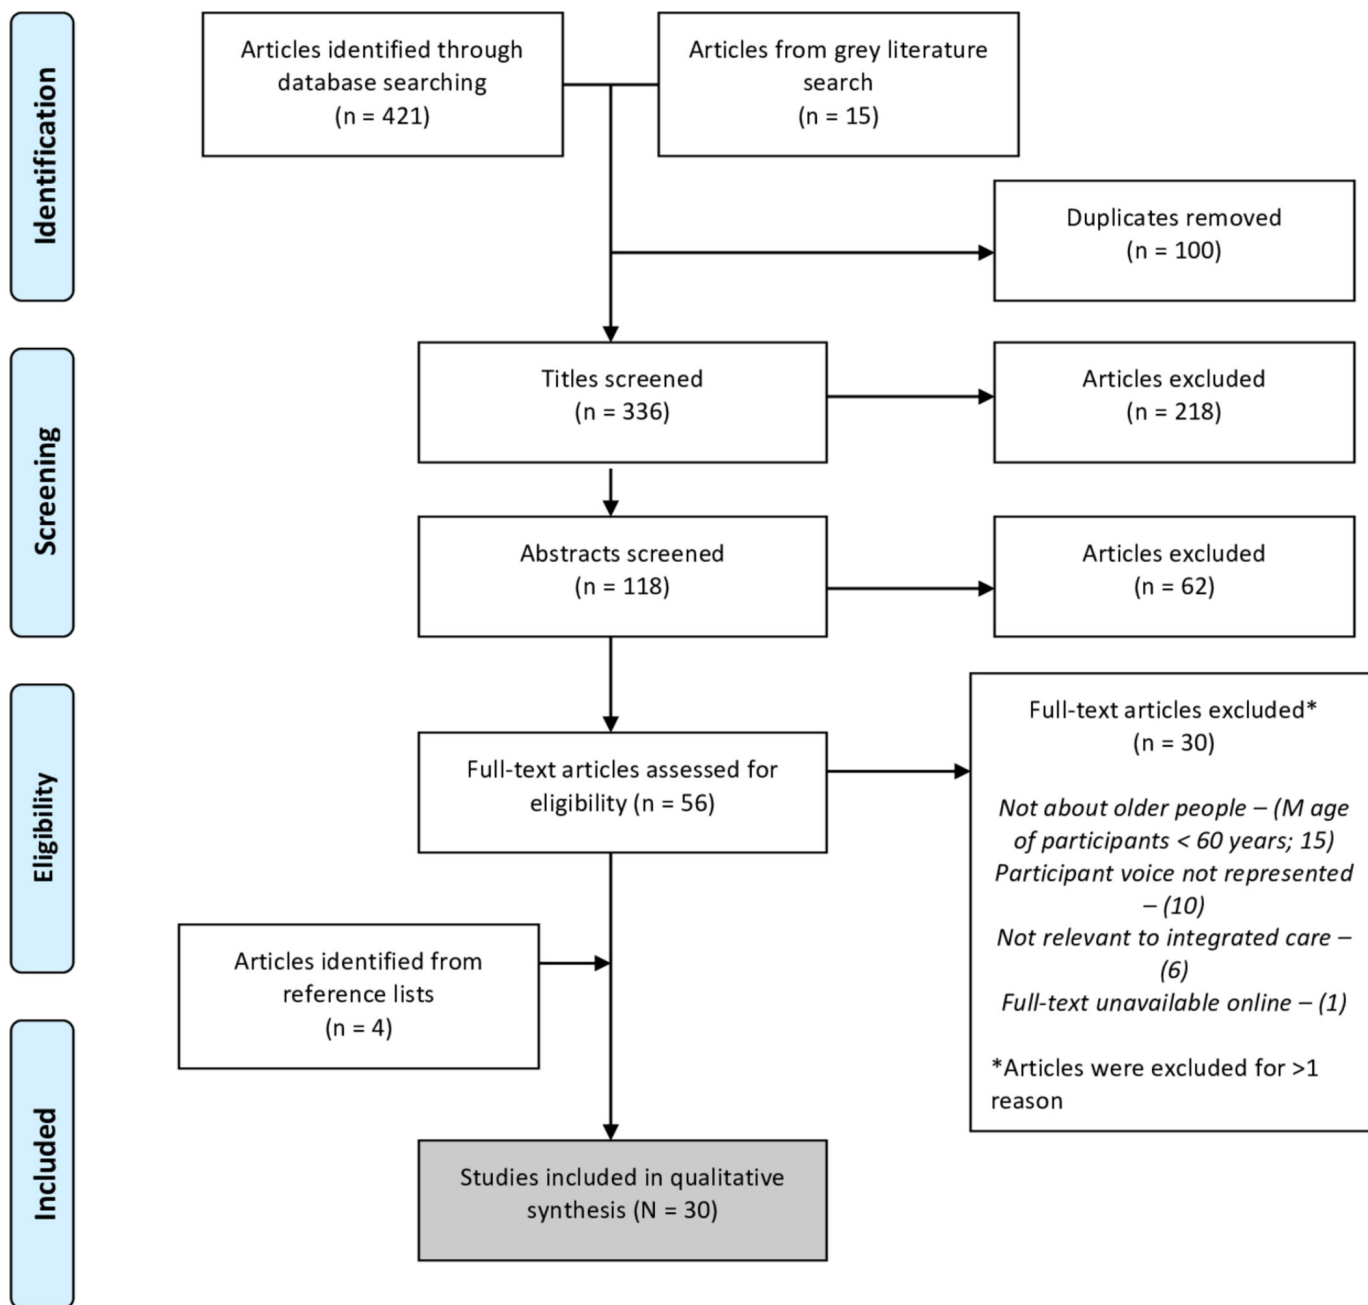 Identification
Articles identified through
database searching
(n = 421)
Articles from grey literature
search
(n = 15)
Duplicates removed
(n = 100)
Screening
Titles screened
(n = 336)
Articles excluded
(n = 218)
Abstracts screened
(n = 118)
Articles excluded
(n = 62)
Eligibility
Full-text articles assessed for
eligibility (n = 56)
Full-text articles excluded*
(n = 30)
Not about older people – (M age
of participants < 60 years; 15)
Participant voice not represented
– (10)
Not relevant to integrated care –
(6)
Full-text unavailable online – (1)
*Articles were excluded for >1
reason
Articles identified from
reference lists
(n = 4)
Included
Studies included in qualitative
synthesis (N = 30)